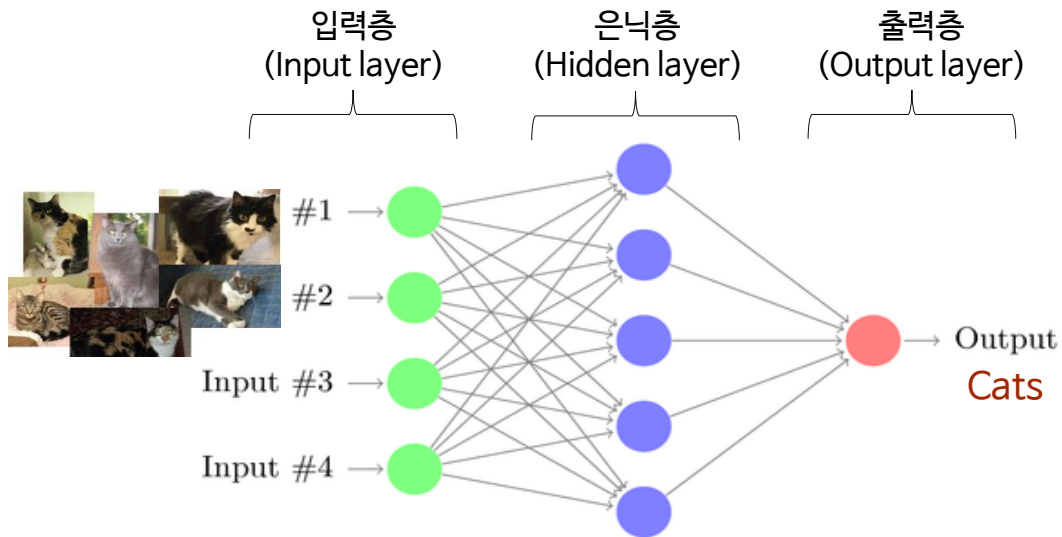 입력층
(Input layer)
은닉층
(Hidden layer)
출력층
(Output layer)
#1
#2
Input #3
Input #4
Output
Cats